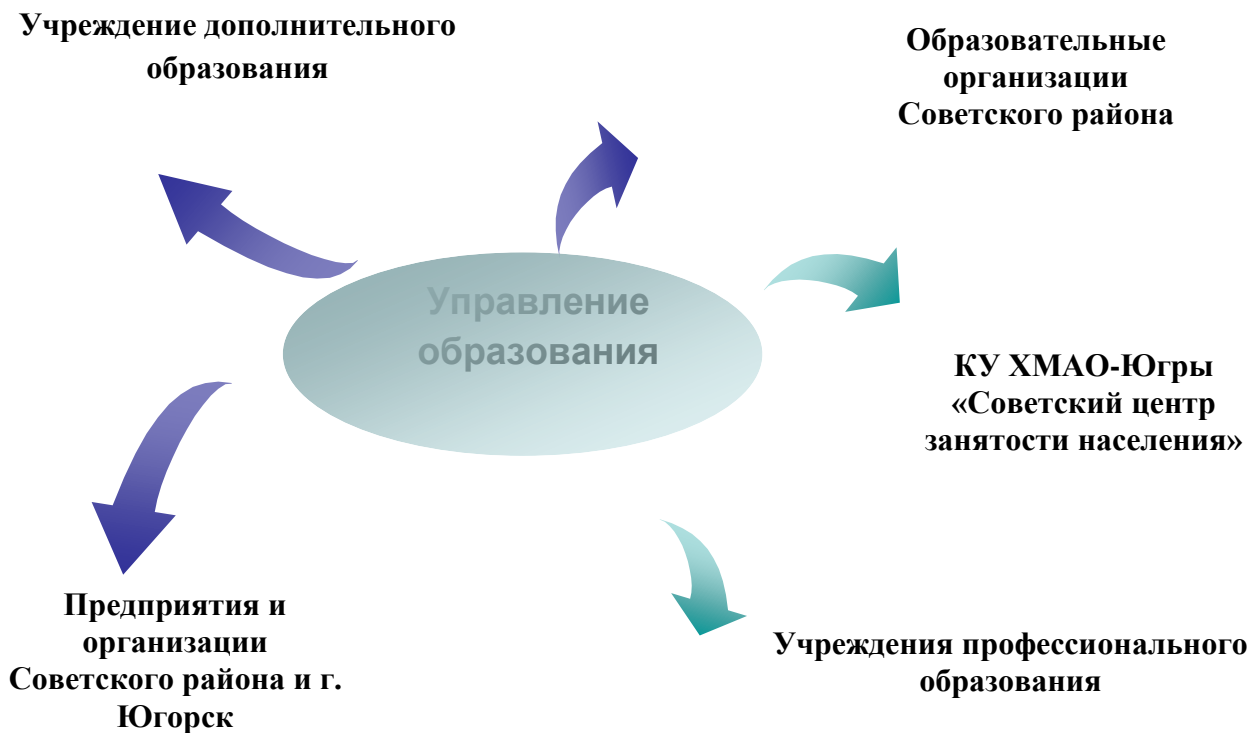 Учреждение дополнительного
образования
Образовательные
организации
Советского района
Управление
образования
КУ ХМАО-Югры
«Советский центр
занятости населения»
Предприятия и
организации
Советского района и г.
Югорск
Учреждения профессионального
образования